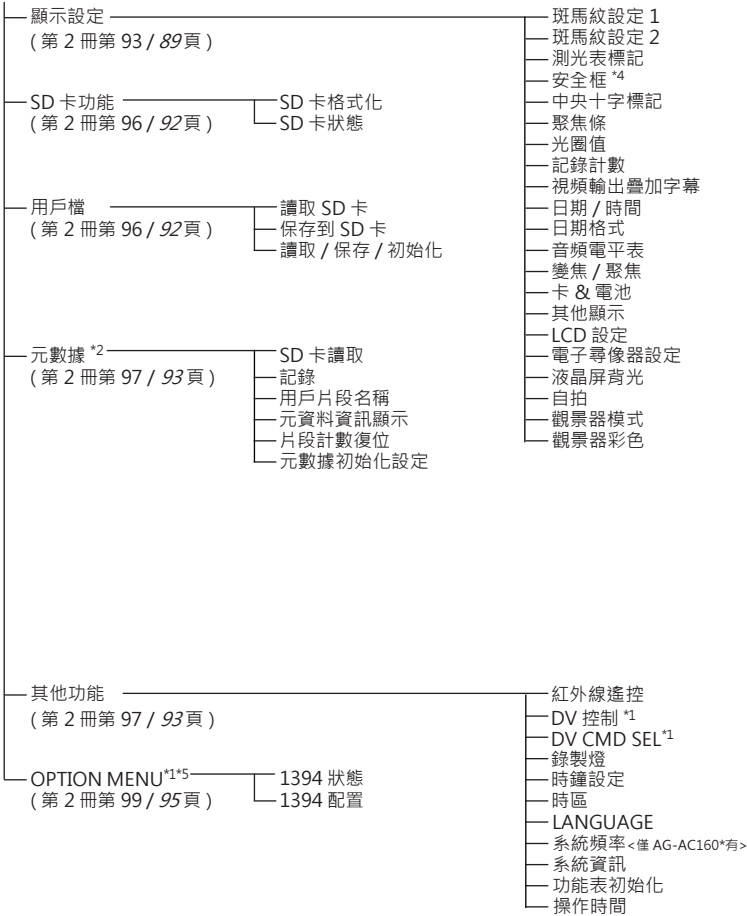 顯示設定
( 第 2 冊第 93 / 89頁 )
斑馬紋設定 1
斑馬紋設定 2
測光表標記
安全框 *4
中央十字標記
聚焦條
光圈值
記錄計數
視頻輸出疊加字幕
日期 / 時間
日期格式
音頻電平表
變焦 / 聚焦
卡 & 電池
其他顯示
LCD 設定
電子尋像器設定
液晶屏背光
自拍
觀景器模式
觀景器彩色
SD 卡功能
( 第 2 冊第 96 / 92頁 )
SD 卡格式化
SD 卡狀態
用戶檔
( 第 2 冊第 96 / 92頁 )
讀取 SD 卡
保存到 SD 卡
讀取 / 保存 / 初始化
元數據 *2
( 第 2 冊第 97 / 93頁 )
SD 卡讀取
記錄
用戶片段名稱
元資料資訊顯示
片段計數復位
元數據初始化設定
其他功能
( 第 2 冊第 97 / 93頁 )
紅外線遙控
DV 控制 *1
DV CMD SEL*1
錄製燈
時鐘設定
時區
LANGUAGE
系統頻率<僅 AG-AC160*有>
系統資訊
功能表初始化
操作時間
OPTION MENU*1*5
( 第 2 冊第 99 / 95頁 )
1394 狀態
1394 配置